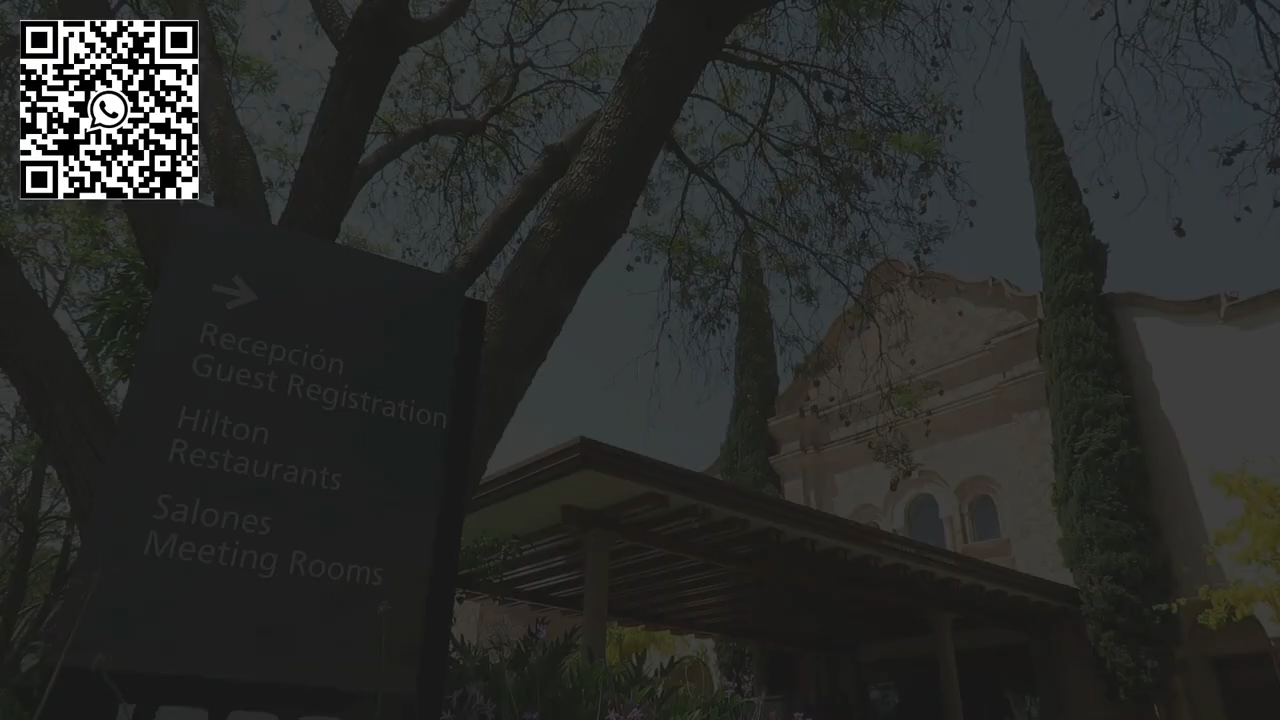 Recepción
Guest Registration
Hilton
Restaurants
Salones
Meeting Rooms